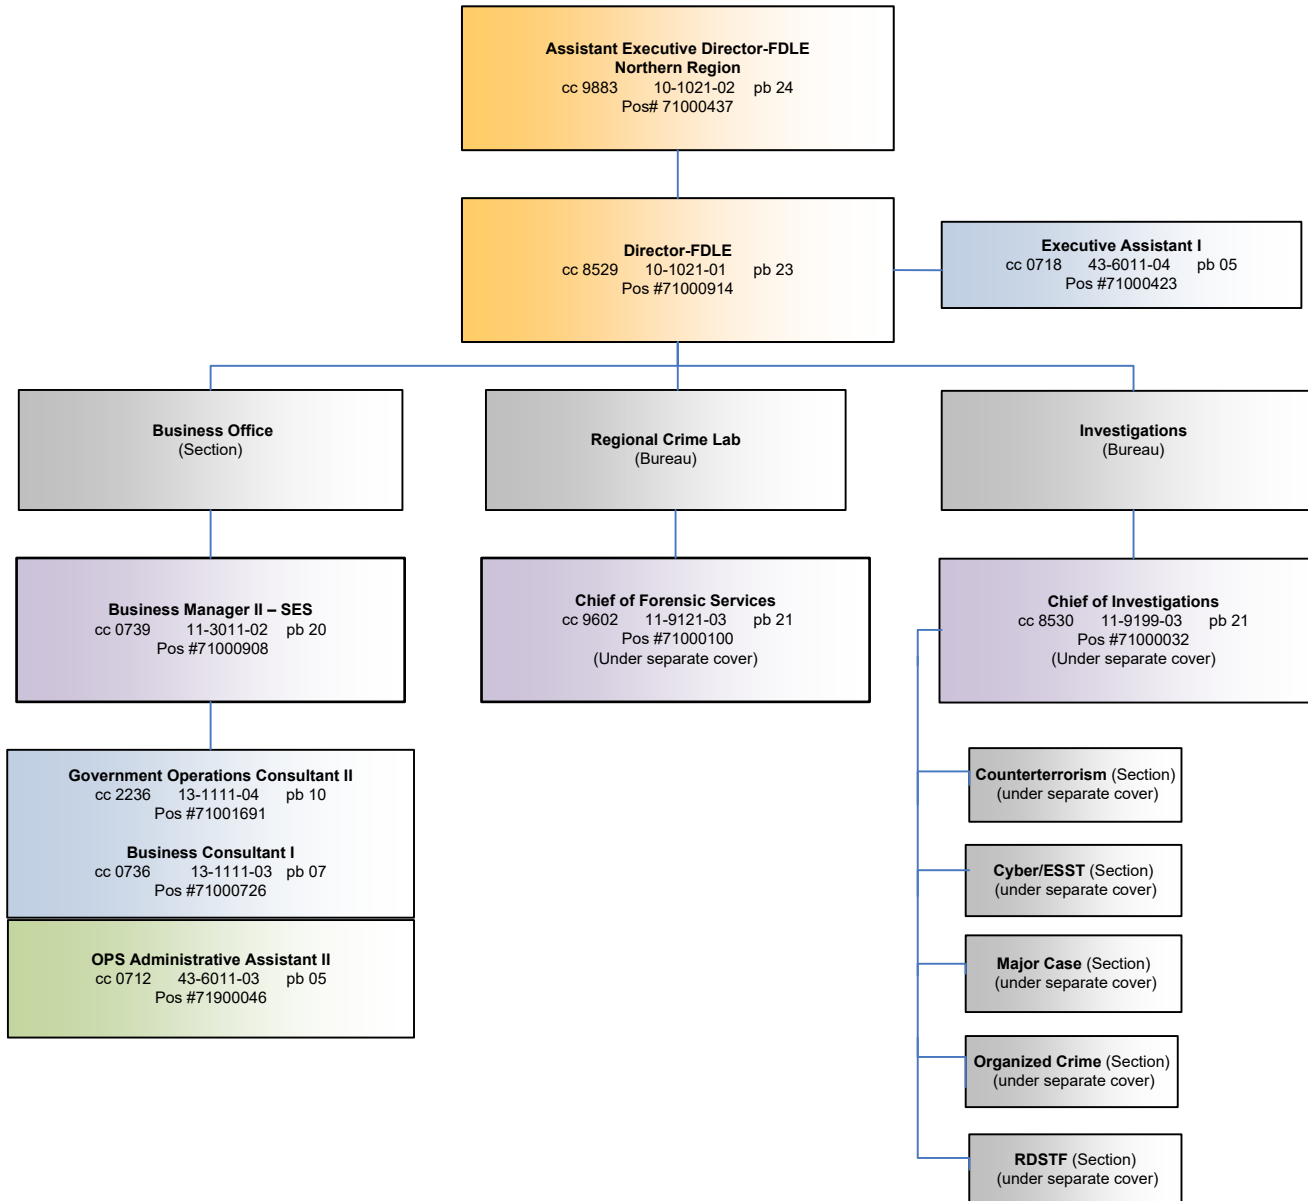 Assistant Executive Director-FDLE
Northern Region
cc 9883 10-1021-02 pb 24
Pos# 71000437
Director-FDLE
cc 8529 10-1021-01 pb 23
Pos #71000914
Executive Assistant I
cc 0718 43-6011-04 pb 05
Pos #71000423
Business Office
(Section)
Regional Crime Lab
(Bureau)
Investigations
(Bureau)
Business Manager II – SES
cc 0739 11-3011-02 pb 20
Pos #71000908
Chief of Forensic Services
cc 9602 11-9121-03 pb 21
Pos #71000100
(Under separate cover)
Chief of Investigations
cc 8530 11-9199-03 pb 21
Pos #71000032
(Under separate cover)
Government Operations Consultant II
cc 2236 13-1111-04 pb 10
Pos #71001691
Business Consultant I
cc 0736 13-1111-03 pb 07
Pos #71000726
OPS Administrative Assistant II
cc 0712 43-6011-03 pb 05
Pos #71900046
Counterterrorism (Section)
(under separate cover)
Cyber/ESST (Section)
(under separate cover)
Major Case (Section)
(under separate cover)
Organized Crime (Section)
(under separate cover)
RDSTF (Section)
(under separate cover)